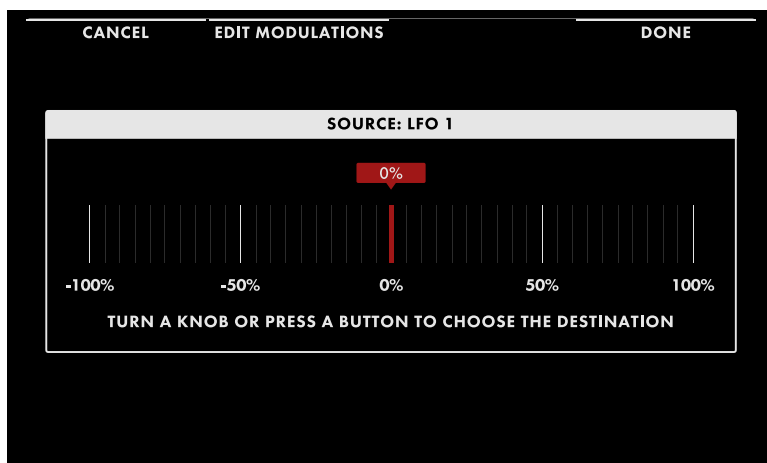 CANCEL EDIT MODULATIONS DONE
SOURCE: LFO 1
0%
-100% -50% 0% 50% 100%
TURN A KNOB OR PRESS A BUTTON TO CHOOSE THE DESTINATION